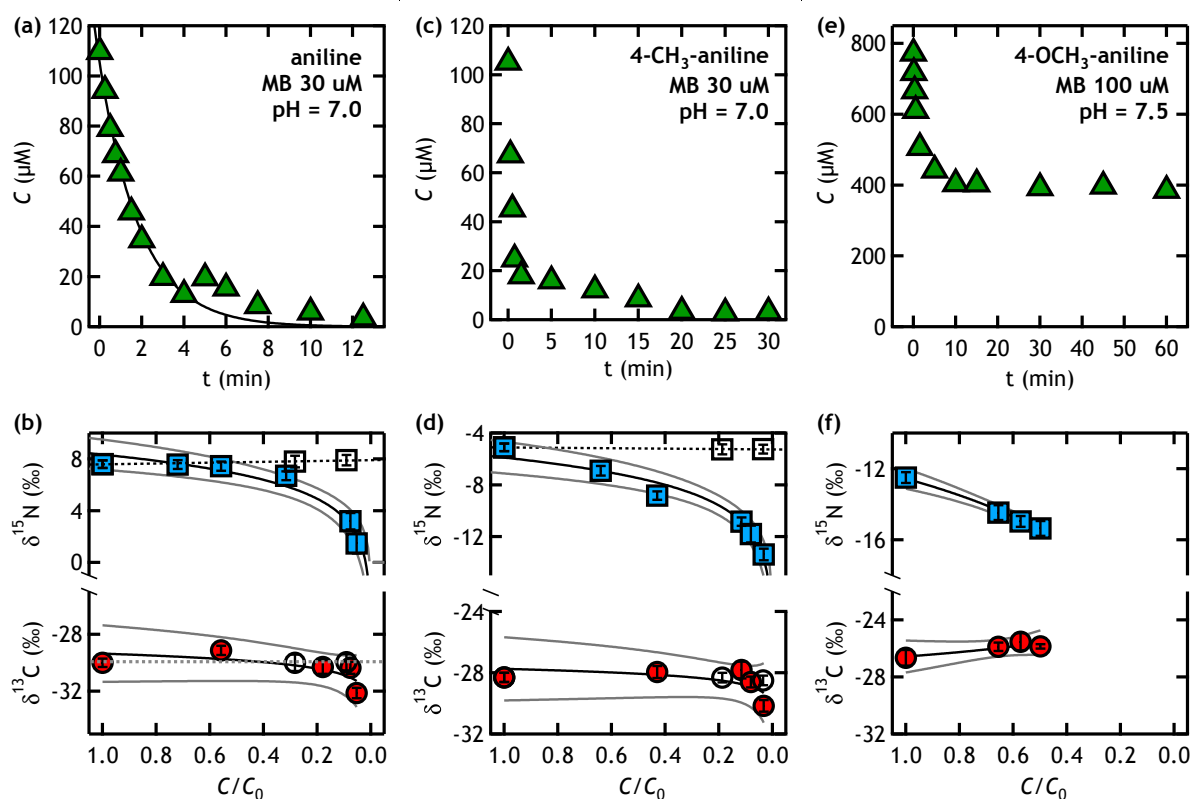 (a)
aniline
MB 30 uM
pH = 7.0
C (µM)
120
100
80
60
40
20
0
0 2 4 6 8 10 12
t (min)
(c)
4-CH₃-aniline
MB 30 uM
pH = 7.0
C (µM)
120
100
80
60
40
20
0
0 5 10 15 20 25 30
t (min)
(e)
4-OCH₃-aniline
MB 100 uM
pH = 7.5
C (µM)
800
600
400
200
0
0 10 20 30 40 50 60
t (min)
(b)
δ¹⁵N (‰)
8
4
0
δ¹³C (‰)
-28
-32
1.0 0.8 0.6 0.4 0.2 0.0
C/C₀
(d)
δ¹⁵N (‰)
-4
-8
-12
δ¹³C (‰)
-24
-28
-32
1.0 0.8 0.6 0.4 0.2 0.0
C/C₀
(f)
δ¹⁵N (‰)
-12
-16
δ¹³C (‰)
-24
-28
-32
1.0 0.8 0.6 0.4 0.2 0.0
C/C₀